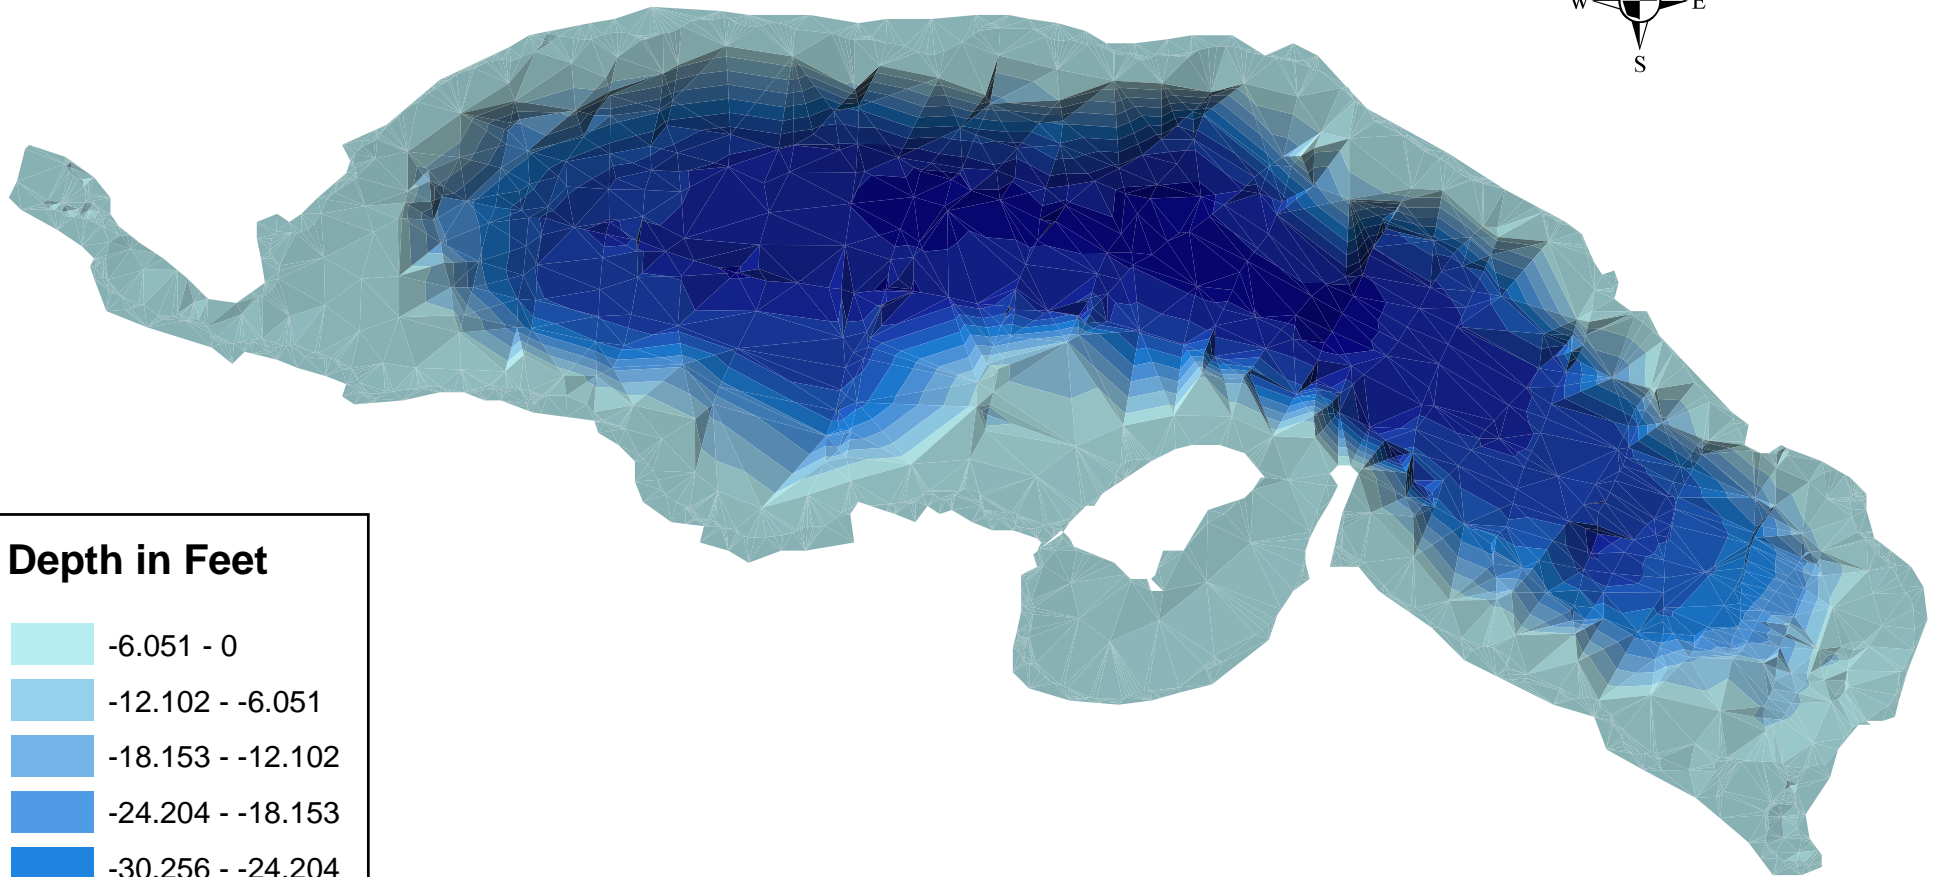 W E
S
Depth in Feet
-6.051 - 0
-12.102 - -6.051
-18.153 - -12.102
-24.204 - -18.153
-30.256 - -24.204